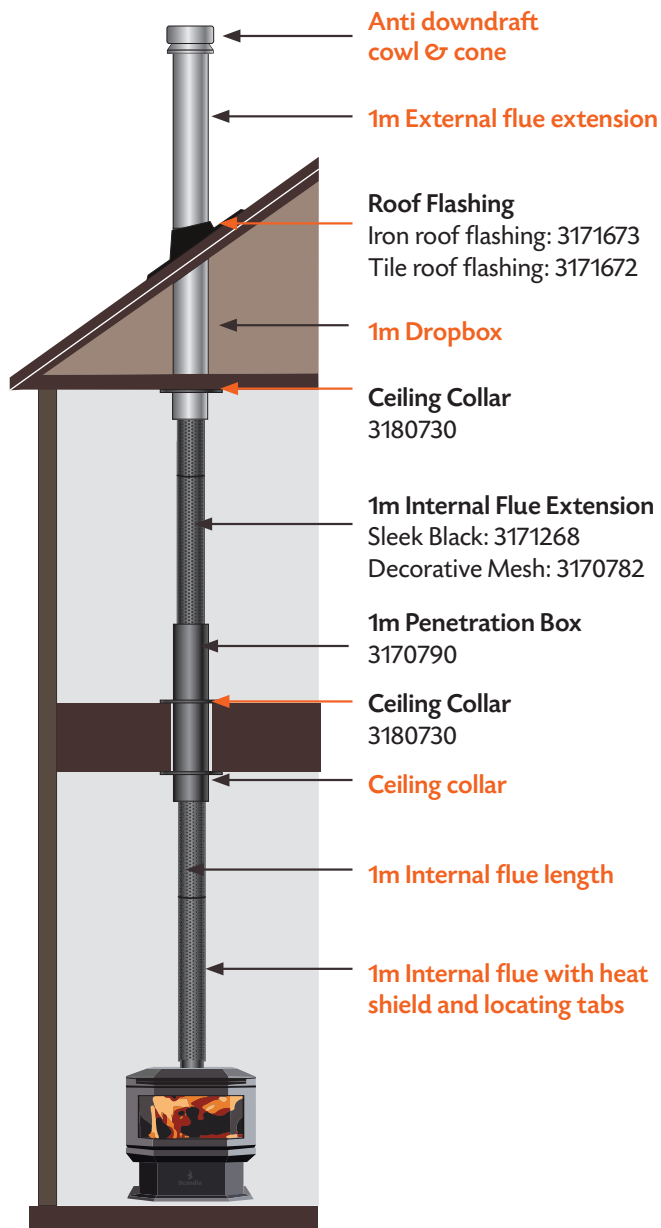 Anti downdraft
cowl & cone
1m External flue extension
Roof Flashing
Iron roof flashing: 3171673
Tile roof flashing: 3171672
1m Dropbox
Ceiling Collar
3180730
1m Internal Flue Extension
Sleek Black: 3171268
Decorative Mesh: 3170782
1m Penetration Box
3170790
Ceiling Collar
3180730
Ceiling collar
1m Internal flue length
1m Internal flue with heat
shield and locating tabs
Scandia